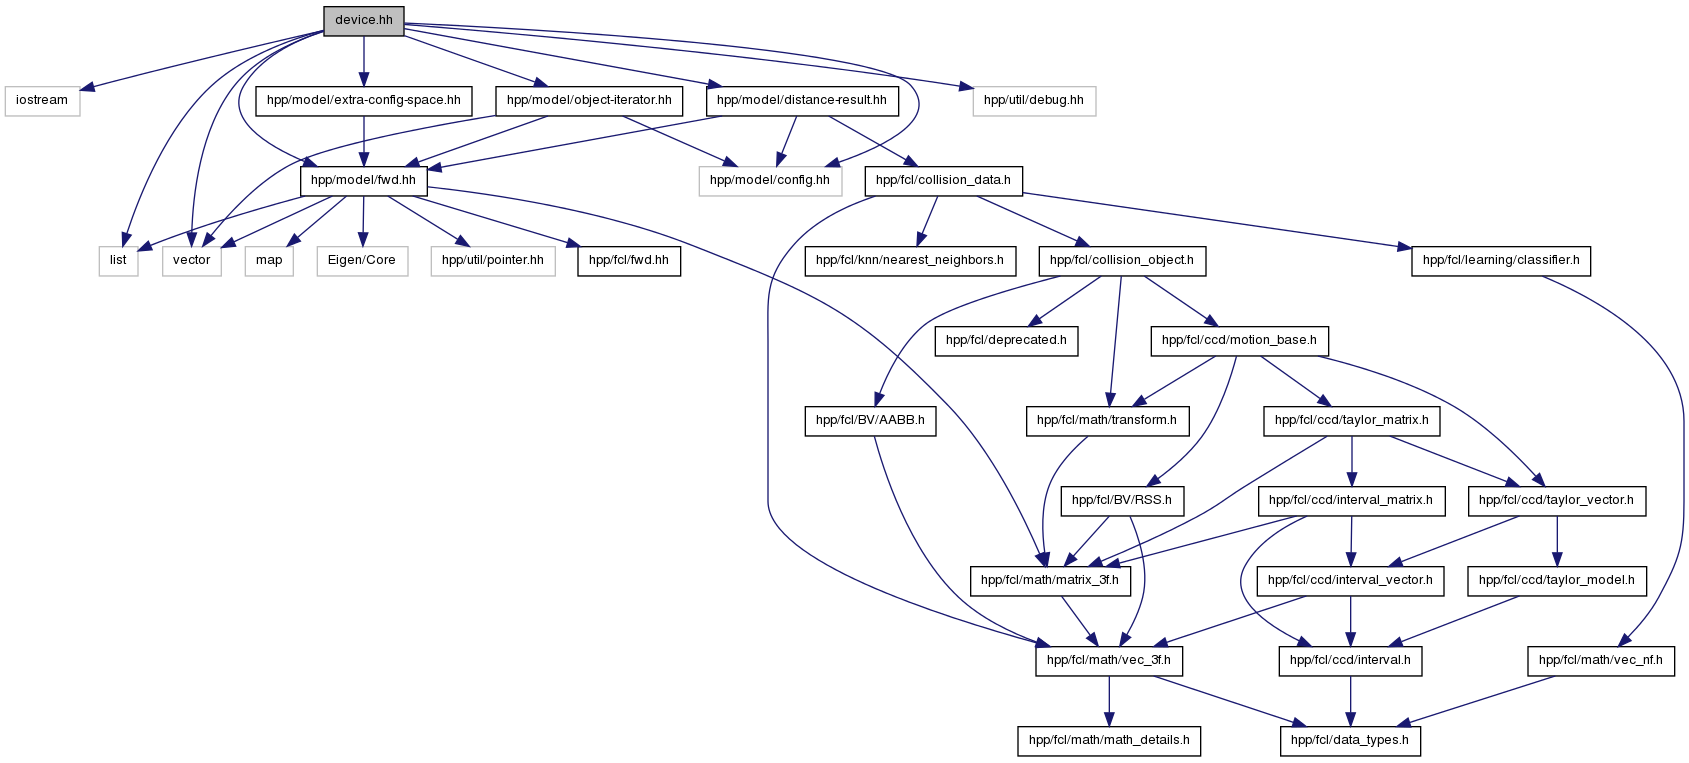 device.hh
iostream
hpp/model/extra-config-space.hh
hpp/model/object-iterator.hh
hpp/model/distance-result.hh
hpp/util/debug.hh
hpp/model/fwd.hh
hpp/model/config.hh
hpp/fcl/collision_data.h
list
vector
map
Eigen/Core
hpp/util/pointer.hh
hpp/fcl/fwd.hh
hpp/fcl/knn/nearest_neighbors.h
hpp/fcl/collision_object.h
hpp/fcl/learning/classifier.h
hpp/fcl/deprecated.h
hpp/fcl/ccd/motion_base.h
hpp/fcl/BV/AABB.h
hpp/fcl/math/transform.h
hpp/fcl/ccd/taylor_matrix.h
hpp/fcl/BV/RSS.h
hpp/fcl/ccd/interval_matrix.h
hpp/fcl/ccd/taylor_vector.h
hpp/fcl/math/matrix_3f.h
hpp/fcl/ccd/interval_vector.h
hpp/fcl/ccd/taylor_model.h
hpp/fcl/math/vec_3f.h
hpp/fcl/ccd/interval.h
hpp/fcl/math/vec_nf.h
hpp/fcl/math/math_details.h
hpp/fcl/data_types.h